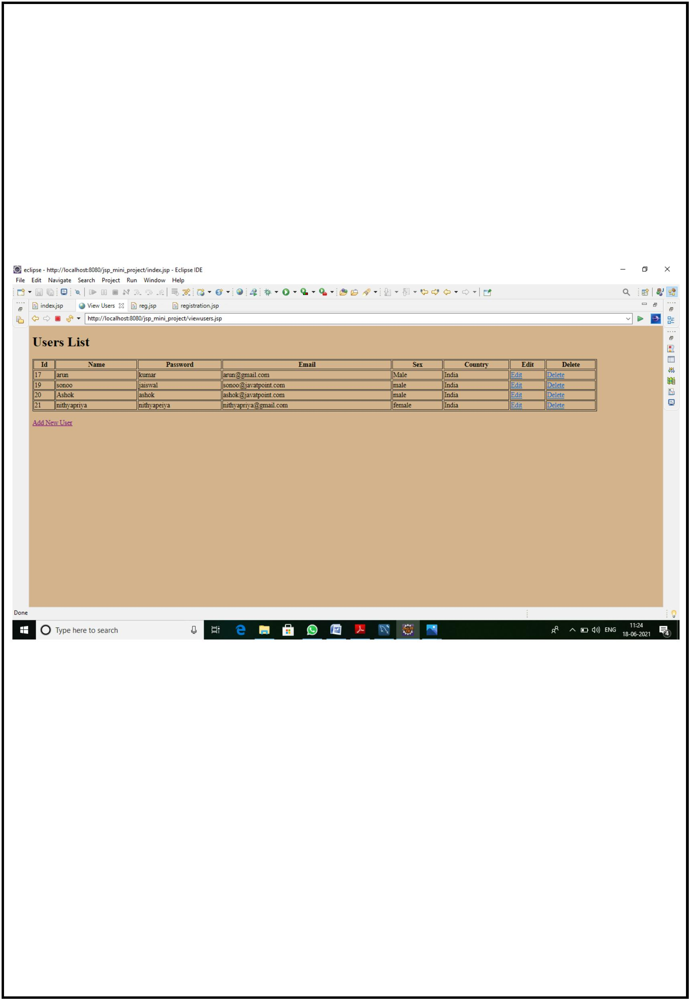 eclipse - http://localhost:8080/jsp_mini_project/index.jsp - Eclipse IDE
File Edit Navigate Search Project Run Window Help
index.jsp View Users reg.jsp registration.jsp
http://localhost:8080/jsp_mini_project/viewusers.jsp
Users List
Id Name Password Email Sex Country Edit Delete
17 arun kumar arun@gmail.com Male India Edit Delete
19 sonoo jaiswal sonoo@javatpoint.com male India Edit Delete
20 Ashok ashok ashok@javatpoint.com male India Edit Delete
21 nithyapriya nithyapeiya nithyapriya@gmail.com female India Edit Delete
Add New User
Done
Type here to search
ENG
11:24
18-06-2021
4